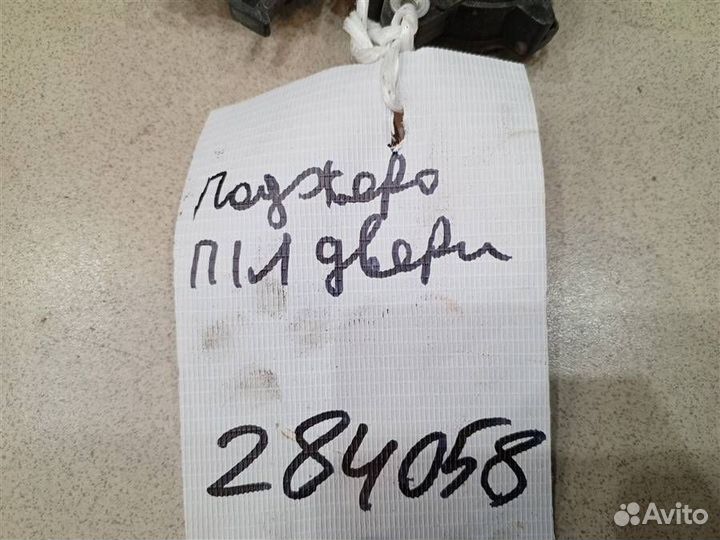 паджеро
П/Л двери
284058
Avito